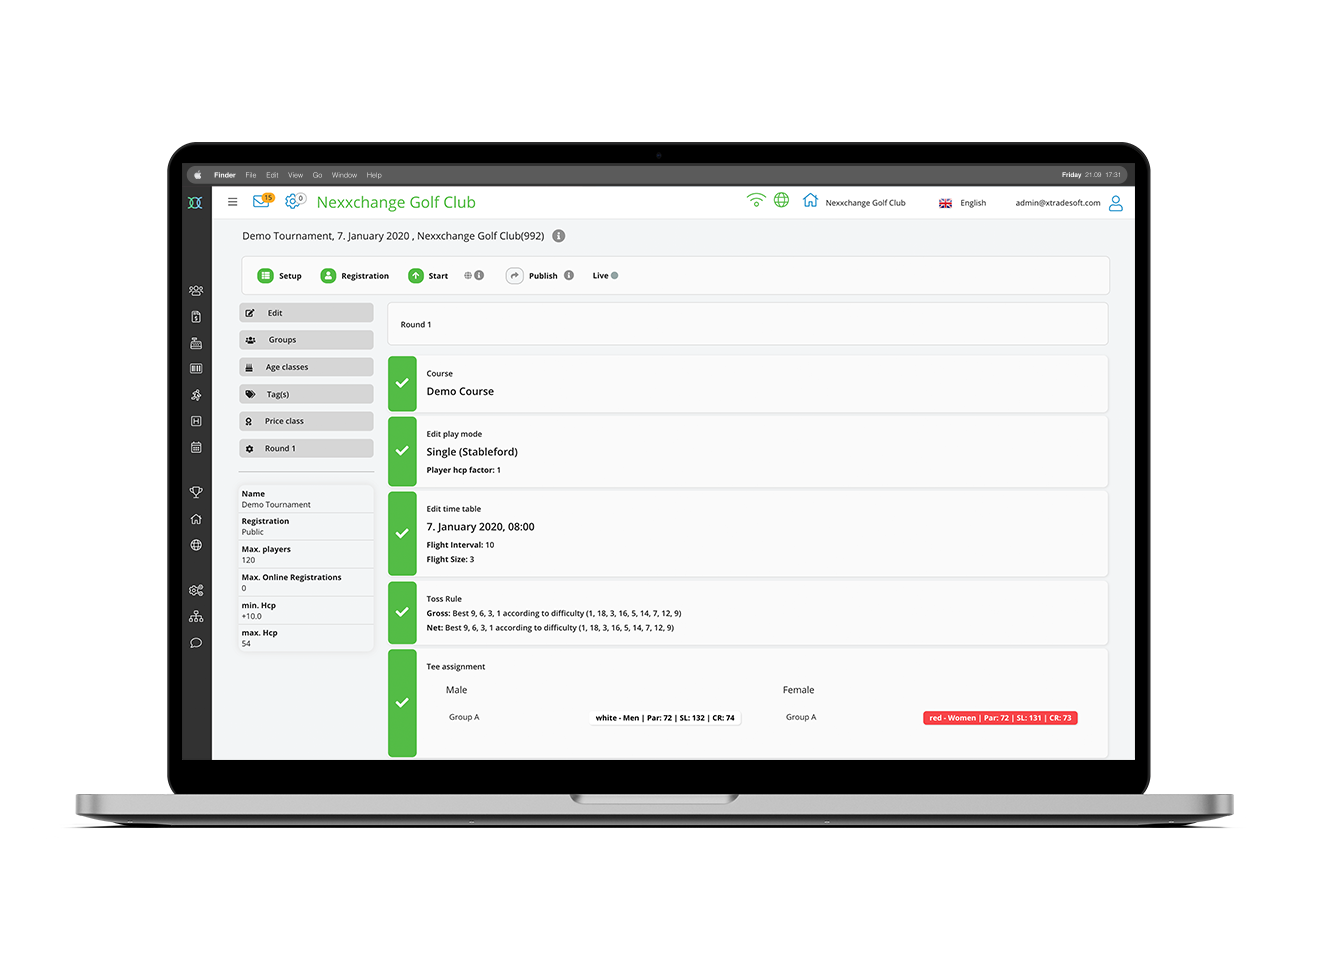 Finder File Edit View Go Window Help Friday 21.09 17:31
15 0 Nexxchange Golf Club Nexxchange Golf Club English admin@xtradesoft.com
Demo Tournament, 7. January 2020 , Nexxchange Golf Club(992)
Setup Registration Start Publish Live
Edit
Groups
Age classes
Tag(s)
Price class
Round 1
Name
Demo Tournament
Registration
Public
Max. players
120
Max. Online Registrations
0
min. Hcp
+10.0
max. Hcp
54
Round 1
Course
Demo Course
Edit play mode
Single (Stableford)
Player hcp factor: 1
Edit time table
7. January 2020, 08:00
Flight Interval: 10
Flight Size: 3
Toss Rule
Gross: Best 9, 6, 3, 1 according to difficulty (1, 18, 3, 16, 5, 14, 7, 12, 9)
Net: Best 9, 6, 3, 1 according to difficulty (1, 18, 3, 16, 5, 14, 7, 12, 9)
Tee assignment
Male Female
Group A white - Men | Par: 72 | SL: 132 | CR: 74 Group A red - Women | Par: 72 | SL: 131 | CR: 73